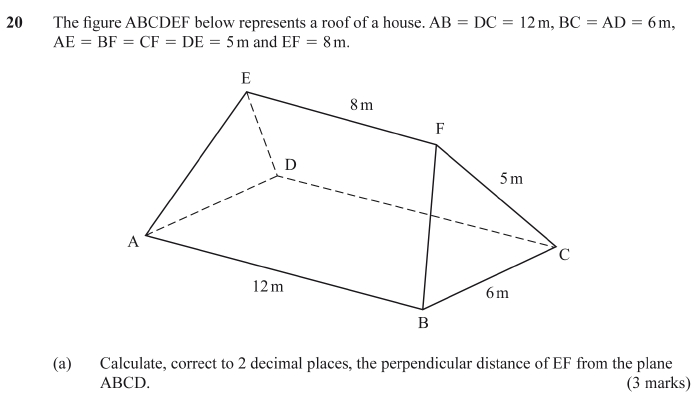 20 The figure ABCDEF below represents a roof of a house. AB = DC = 12 m, BC = AD = 6 m,
AE = BF = CF = DE = 5 m and EF = 8 m.
E
8 m
F
D
5 m
A
C
12 m
6 m
B
(a) Calculate, correct to 2 decimal places, the perpendicular distance of EF from the plane
ABCD. (3 marks)